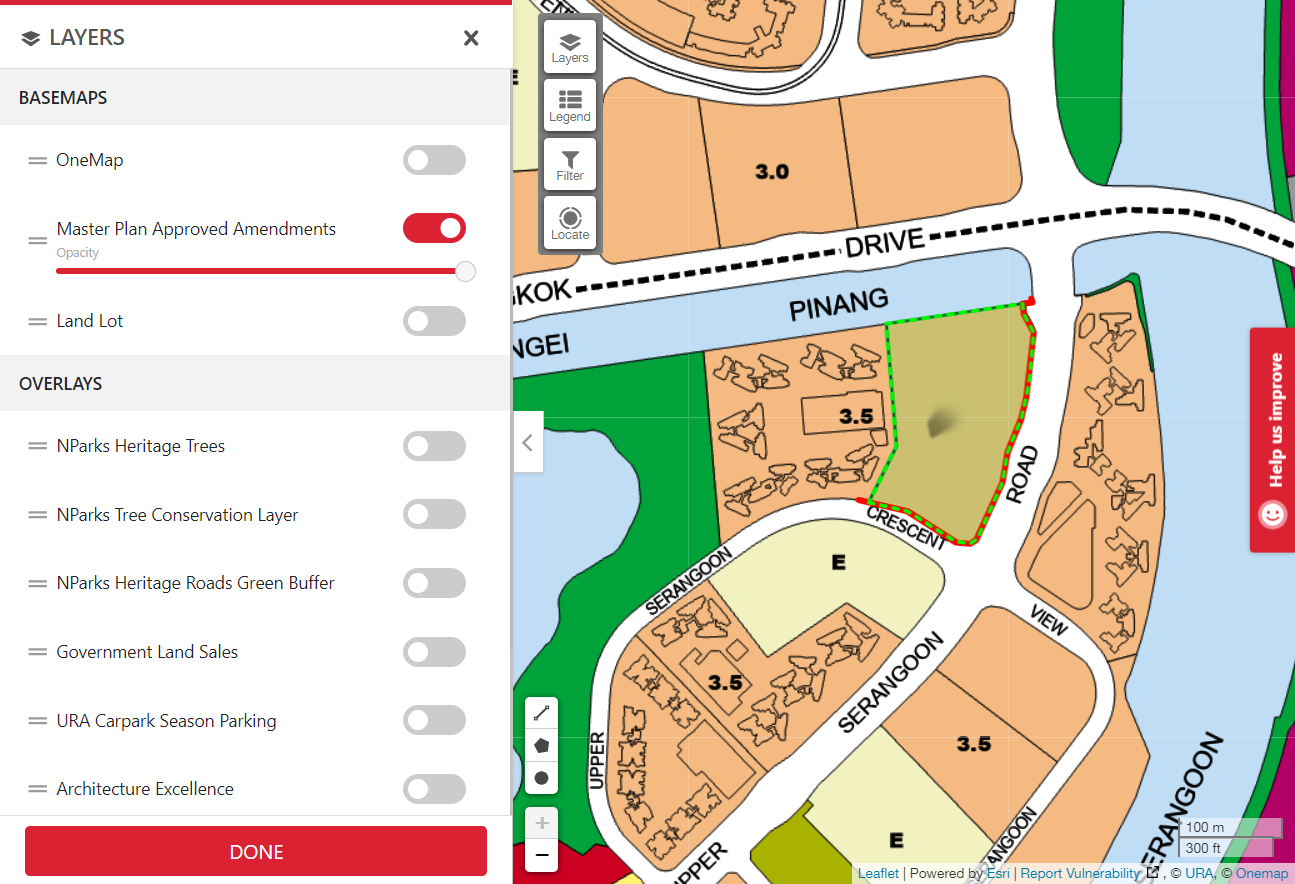 LAYERS
BASEMAPS
OneMap
Master Plan Approved Amendments
Opacity
Land Lot
OVERLAYS
NParks Heritage Trees
NParks Tree Conservation Layer
NParks Heritage Roads Green Buffer
Government Land Sales
URA Carpark Season Parking
Architecture Excellence
DONE
Layers
Legend
Filter
Locate
E
3.0
DRIVE
GKOK
PINANG
NGEI
3.5
ROAD
CRESCENT
SERANGOON
E
VIEW
3.5
SERANGOON
3.5
UPPER
E
UPPER
SERANGOON
SERANGOON
Help us improve
+
−
100 m
300 ft
Leaflet | Powered by Esri | Report Vulnerability , © URA, © Onemap